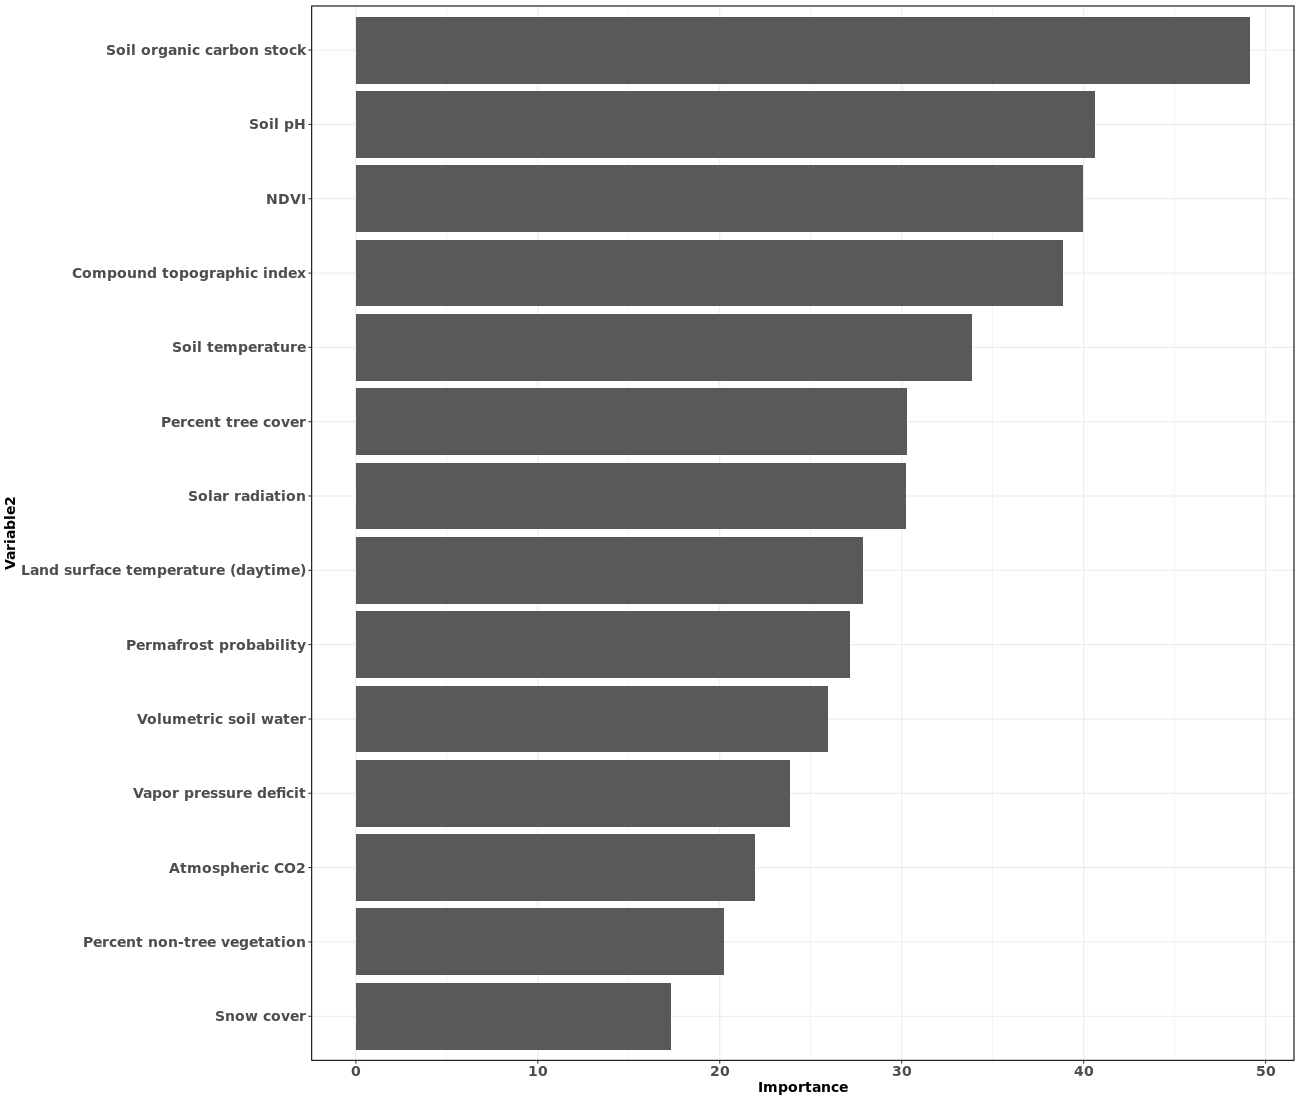 Soil organic carbon stock
Soil pH
NDVI
Compound topographic index
Soil temperature
Percent tree cover
Solar radiation
Variable2
Land surface temperature (daytime)
Permafrost probability
Volumetric soil water
Vapor pressure deficit
Atmospheric CO2
Percent non-tree vegetation
Snow cover
0 10 20 30 40 50
Importance